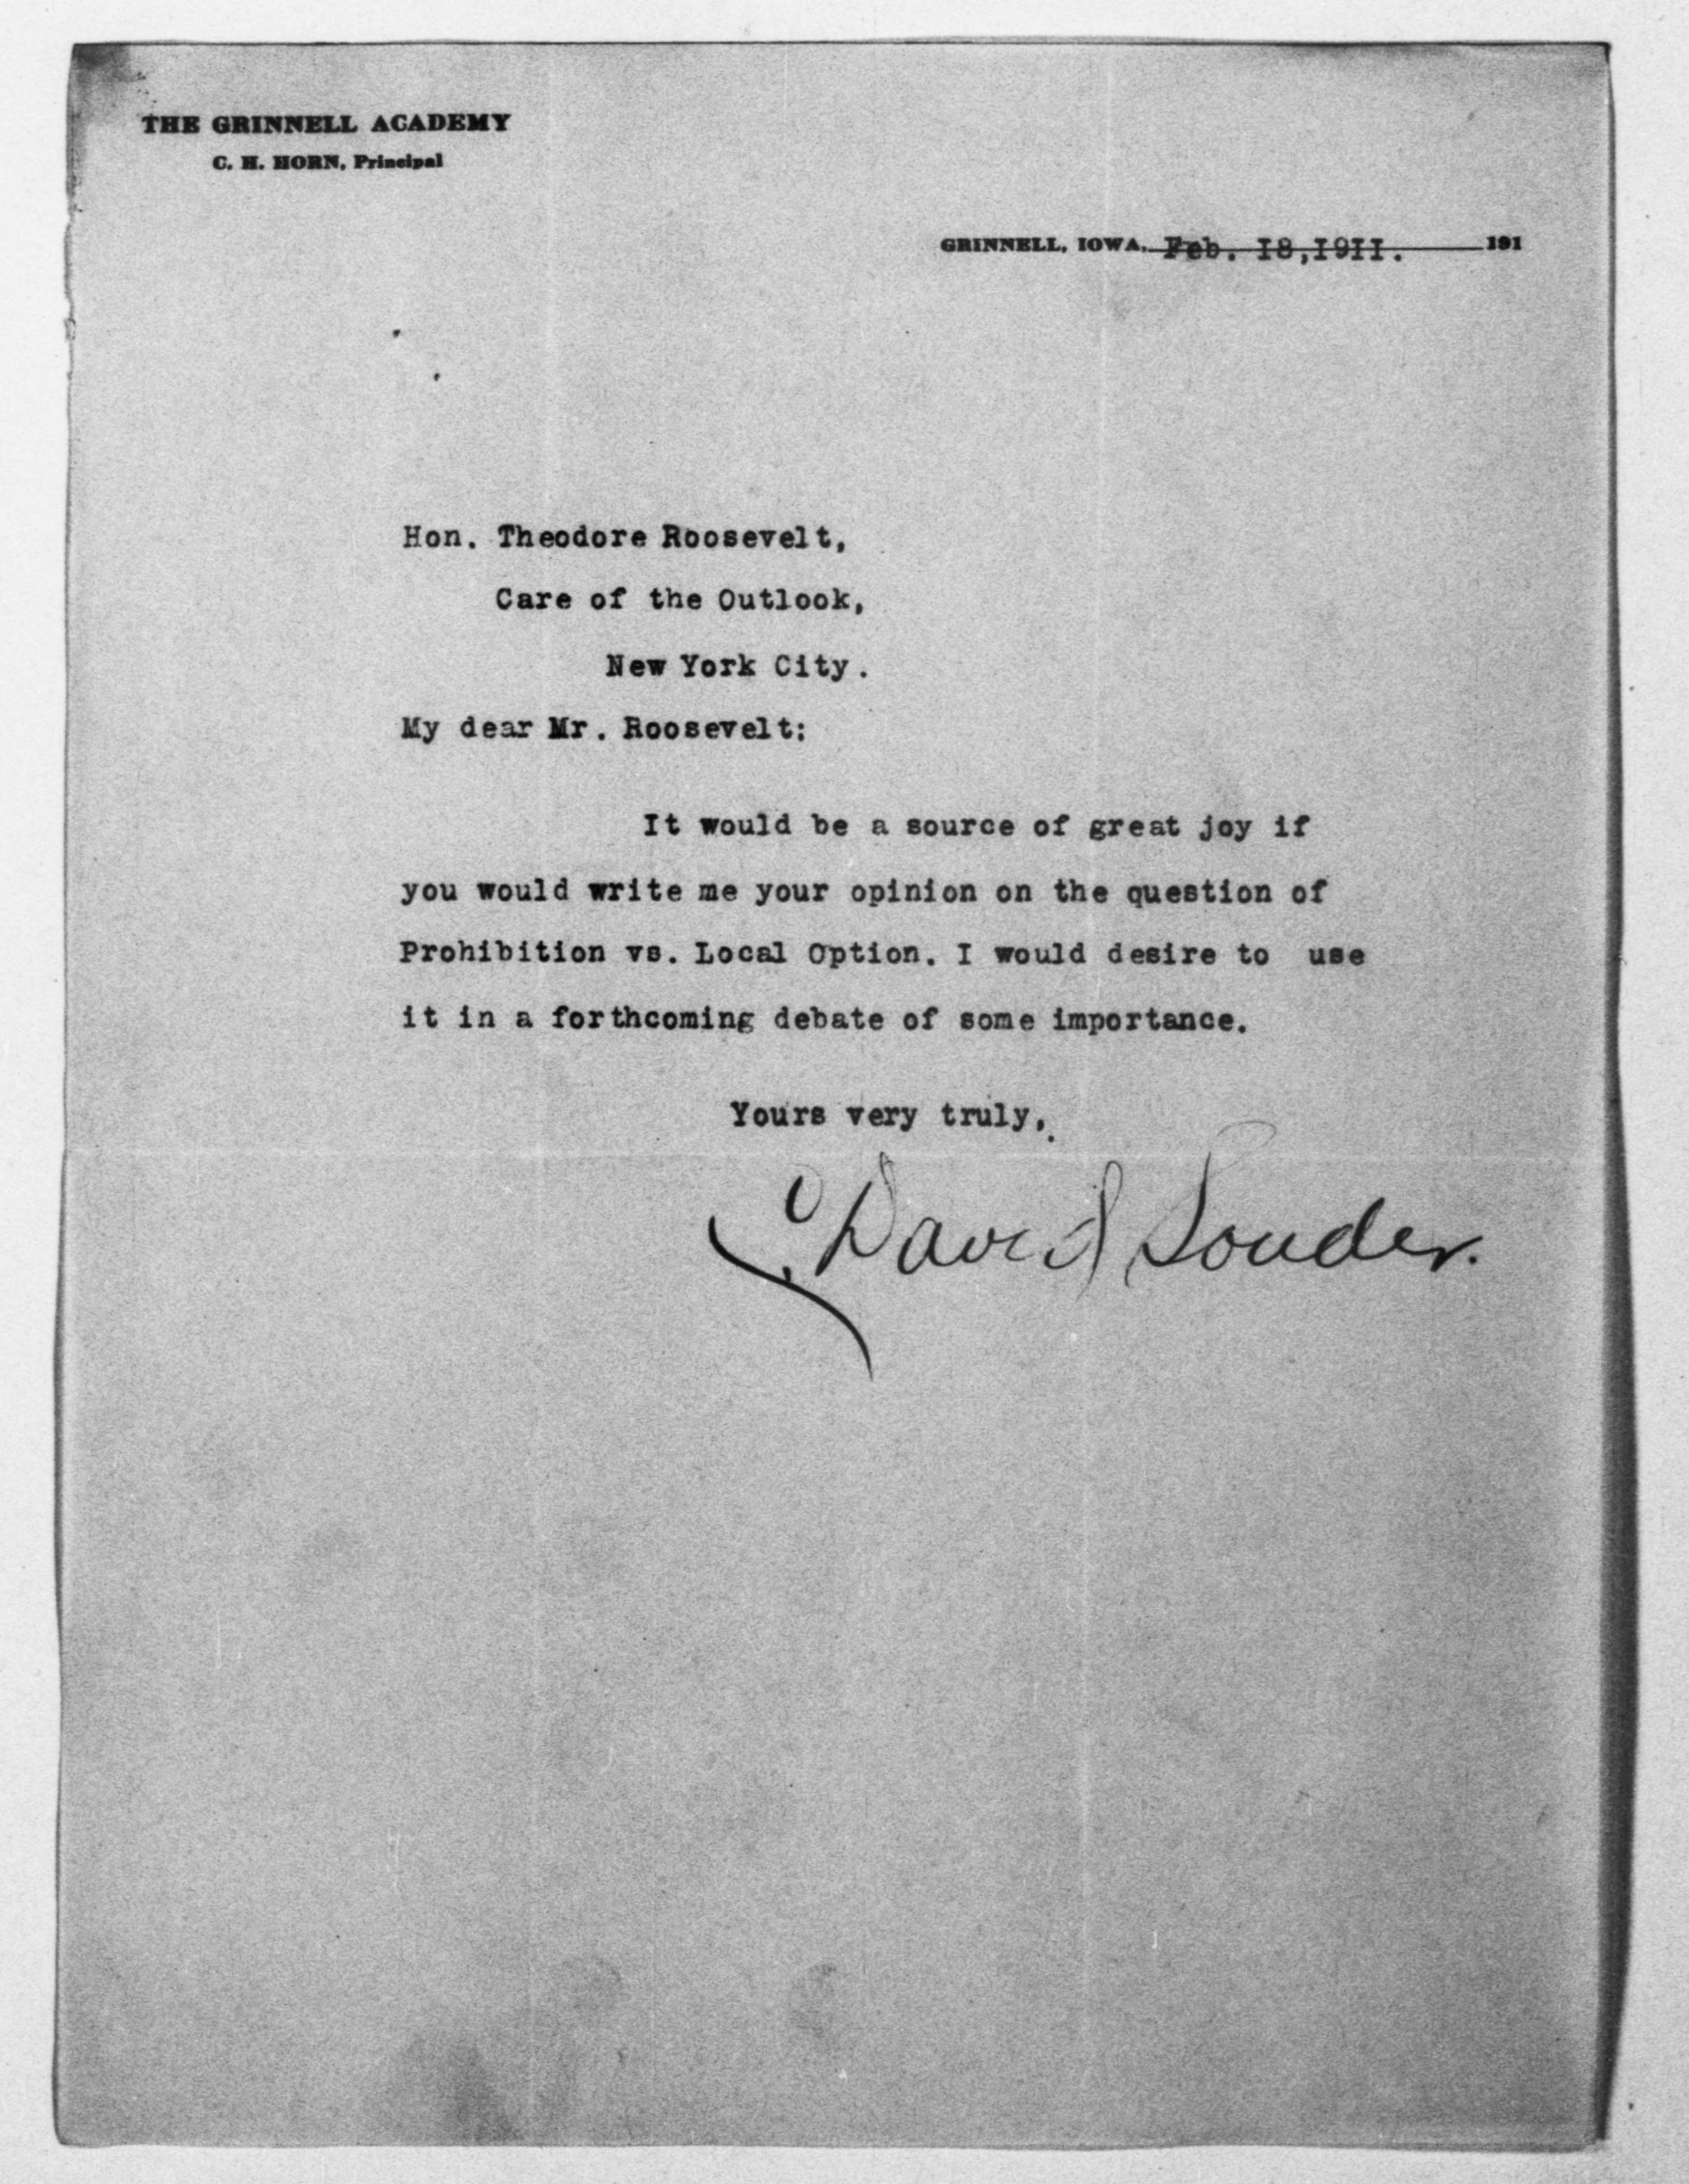 THE GRINNELL ACADEMY
C. H. HORN, Principal
GRINNELL, IOWA, Feb. 18,1911. 191
Hon. Theodore Roosevelt,
Care of the Outlook,
New York City.
My dear Mr. Roosevelt:
It would be a source of great joy if
you would write me your opinion on the question of
Prohibition vs. Local Option. I would desire to use
it in a forthcoming debate of some importance.
Yours very truly,
David Souder.